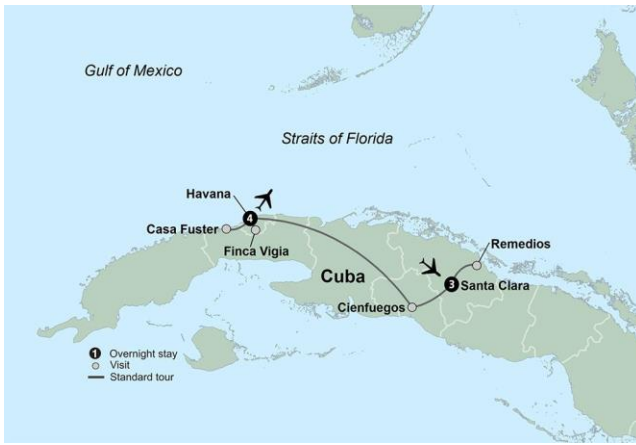 Gulf of Mexico
Straits of Florida
Havana
4
Casa Fuster
Finca Vigia
Remedios
Cuba
3
Santa Clara
Cienfuegos
1 Overnight stay
Visit
Standard tour